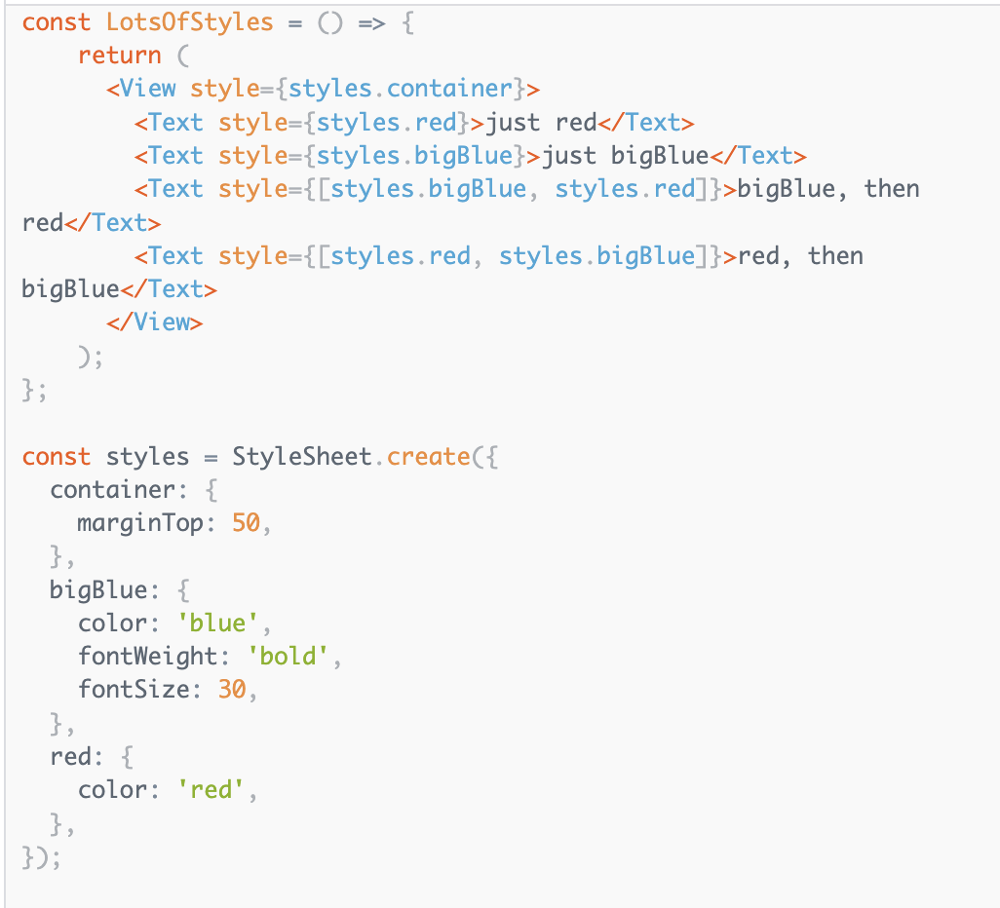 const LotsOfStyles = () => {
    return (
      <View style={styles.container}>
        <Text style={styles.red}>just red</Text>
        <Text style={styles.bigBlue}>just bigBlue</Text>
        <Text style={[styles.bigBlue, styles.red]}>bigBlue, then
red</Text>
        <Text style={[styles.red, styles.bigBlue]}>red, then
bigBlue</Text>
      </View>
    );
};

const styles = StyleSheet.create({
  container: {
    marginTop: 50,
  },
  bigBlue: {
    color: 'blue',
    fontWeight: 'bold',
    fontSize: 30,
  },
  red: {
    color: 'red',
  },
});